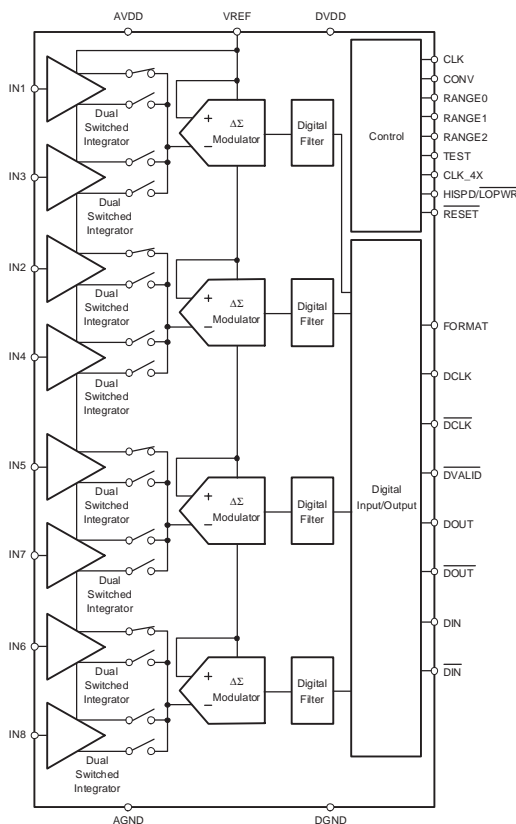 AVDD
VREF
DVDD
IN1
Dual
Switched
Integrator
+
−
ΔΣ
Modulator
Digital
Filter
Control
CLK
CONV
RANGE0
RANGE1
RANGE2
TEST
CLK_4X
HISPD/LOPWR
RESET
IN3
Dual
Switched
Integrator
IN2
Dual
Switched
Integrator
+
−
ΔΣ
Modulator
Digital
Filter
IN4
Dual
Switched
Integrator
FORMAT
DCLK
DCLK
DVALID
DOUT
DOUT
DIN
DIN
Digital
Input/Output
IN5
Dual
Switched
Integrator
+
−
ΔΣ
Modulator
Digital
Filter
IN7
Dual
Switched
Integrator
IN6
Dual
Switched
Integrator
+
−
ΔΣ
Modulator
Digital
Filter
IN8
Dual
Switched
Integrator
AGND
DGND